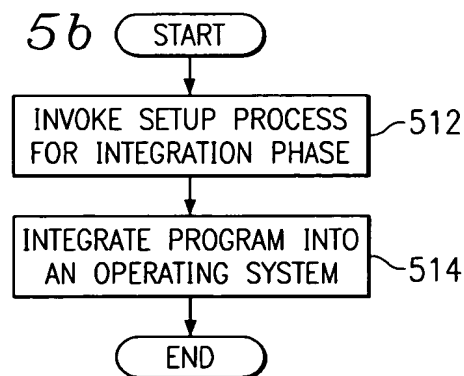 5b
START
INVOKE SETUP PROCESS
FOR INTEGRATION PHASE
512
INTEGRATE PROGRAM INTO
AN OPERATING SYSTEM
514
END